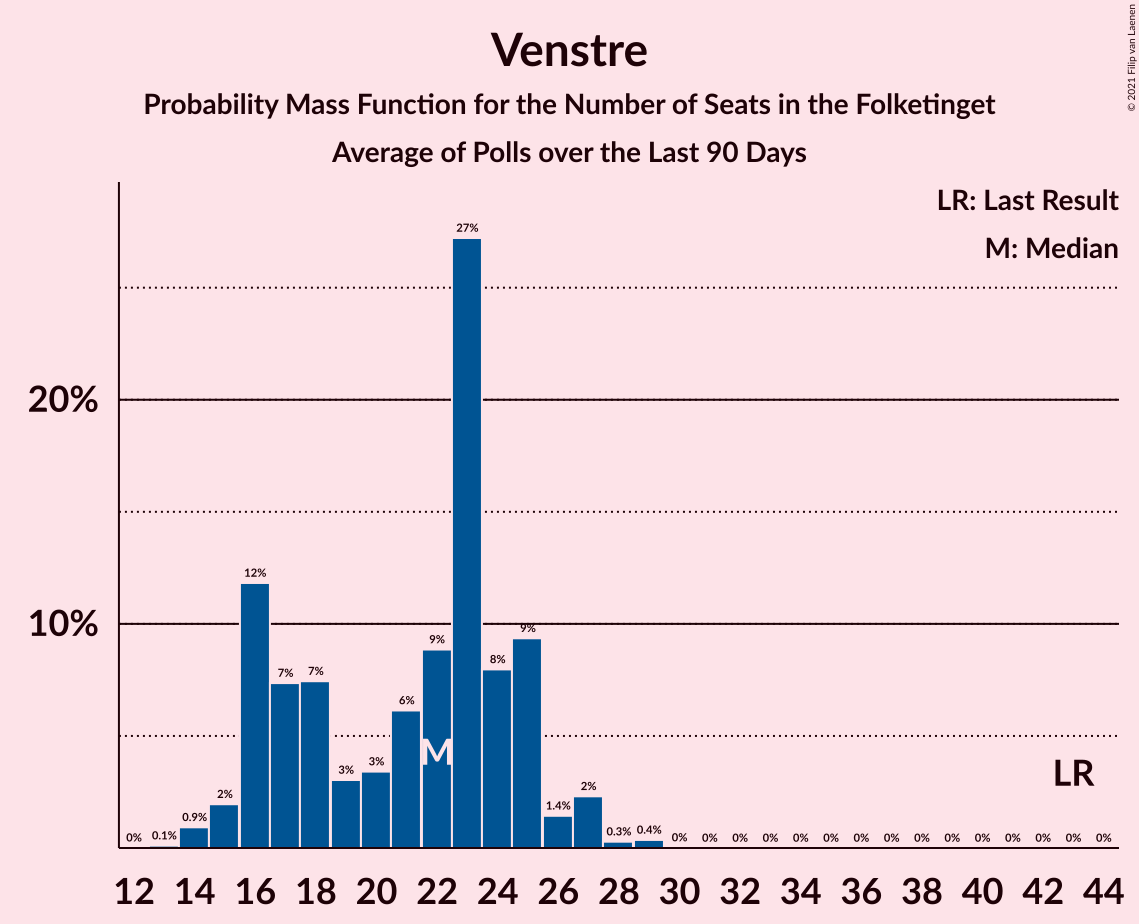 Venstre
Probability Mass Function for the Number of Seats in the Folketinget
Average of Polls over the Last 90 Days
© 2021 Filip van Laenen
LR: Last Result
M: Median
20%
10%
0% 0.1% 0.9% 2% 12% 7% 7% 3% 3% 6% 9% 27% 8% 9% 1.4% 2% 0.3% 0.4% 0% 0% 0% 0% 0% 0% 0% 0% 0% 0% 0% 0% 0% 0% 0%
M
LR
12 14 16 18 20 22 24 26 28 30 32 34 36 38 40 42 44